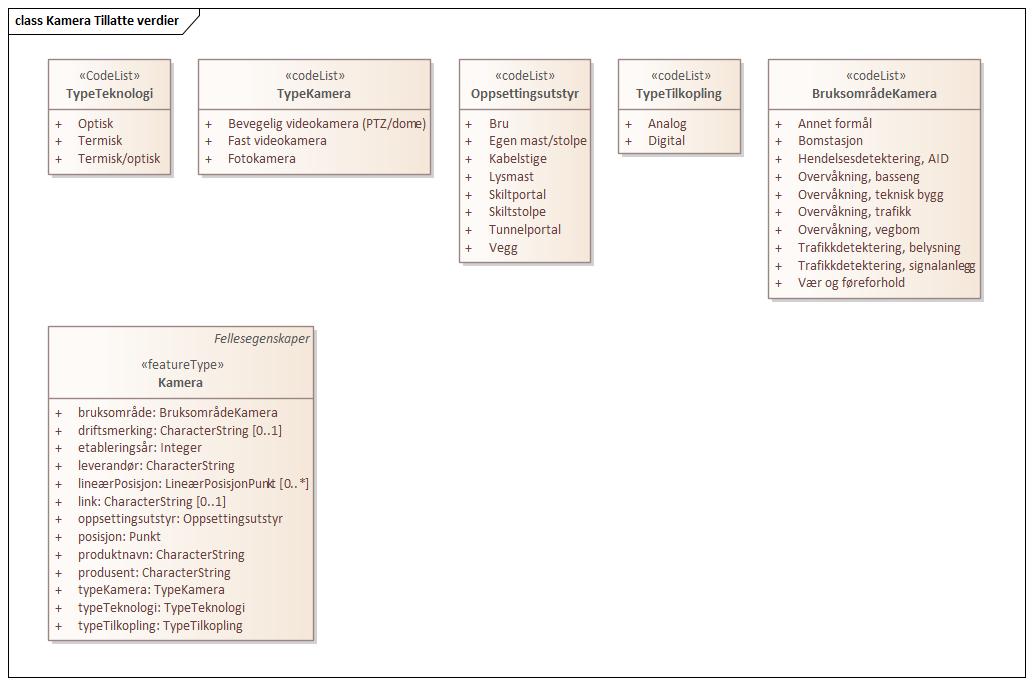 class Kamera Tillatte verdier
«CodeList»
TypeTeknologi
+ Optisk
+ Termisk
+ Termisk/optisk
«codeList»
TypeKamera
+ Bevegelig videokamera (PTZ/dome)
+ Fast videokamera
+ Fotokamera
«codeList»
Oppsettingsutstyr
+ Bru
+ Egen mast/stolpe
+ Kabelstige
+ Lysmast
+ Skiltportal
+ Skiltstolpe
+ Tunnelportal
+ Vegg
«codeList»
TypeTilkopling
+ Analog
+ Digital
«codeList»
BruksområdeKamera
+ Annet formål
+ Bomstasjon
+ Hendelsesdetektering, AID
+ Overvåkning, basseng
+ Overvåkning, teknisk bygg
+ Overvåkning, trafikk
+ Overvåkning, vegbom
+ Trafikkdetektering, belysning
+ Trafikkdetektering, signalanlegg
+ Vær og føreforhold
Fellesegenskaper
«featureType»
Kamera
+ bruksområde: BruksområdeKamera
+ driftsmerking: CharacterString [0..1]
+ etableringsår: Integer
+ leverandør: CharacterString
+ lineærPosisjon: LineærPosisjonPunkt [0..*]
+ link: CharacterString [0..1]
+ oppsettingsutstyr: Oppsettingsutstyr
+ posisjon: Punkt
+ produktnavn: CharacterString
+ produsent: CharacterString
+ typeKamera: TypeKamera
+ typeTeknologi: TypeTeknologi
+ typeTilkopling: TypeTilkopling